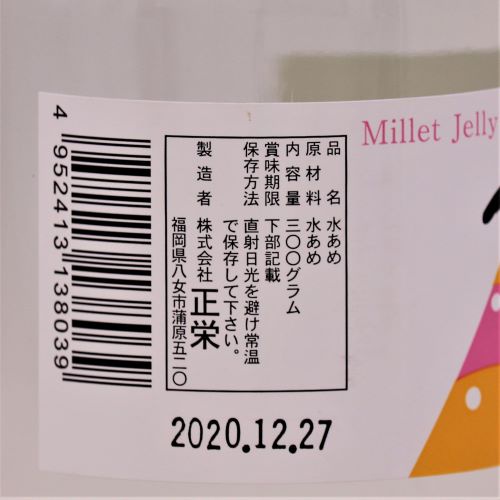 Millet Jelly
品名 水あめ
原材料 水あめ
内容量 三〇〇グラム
賞味期限 下部記載
保存方法 直射日光を避け常温
で保存して下さい。
製造者 株式会社 正栄
福岡県八女市蒲原五二〇
4 952413 138039
2020.12.27